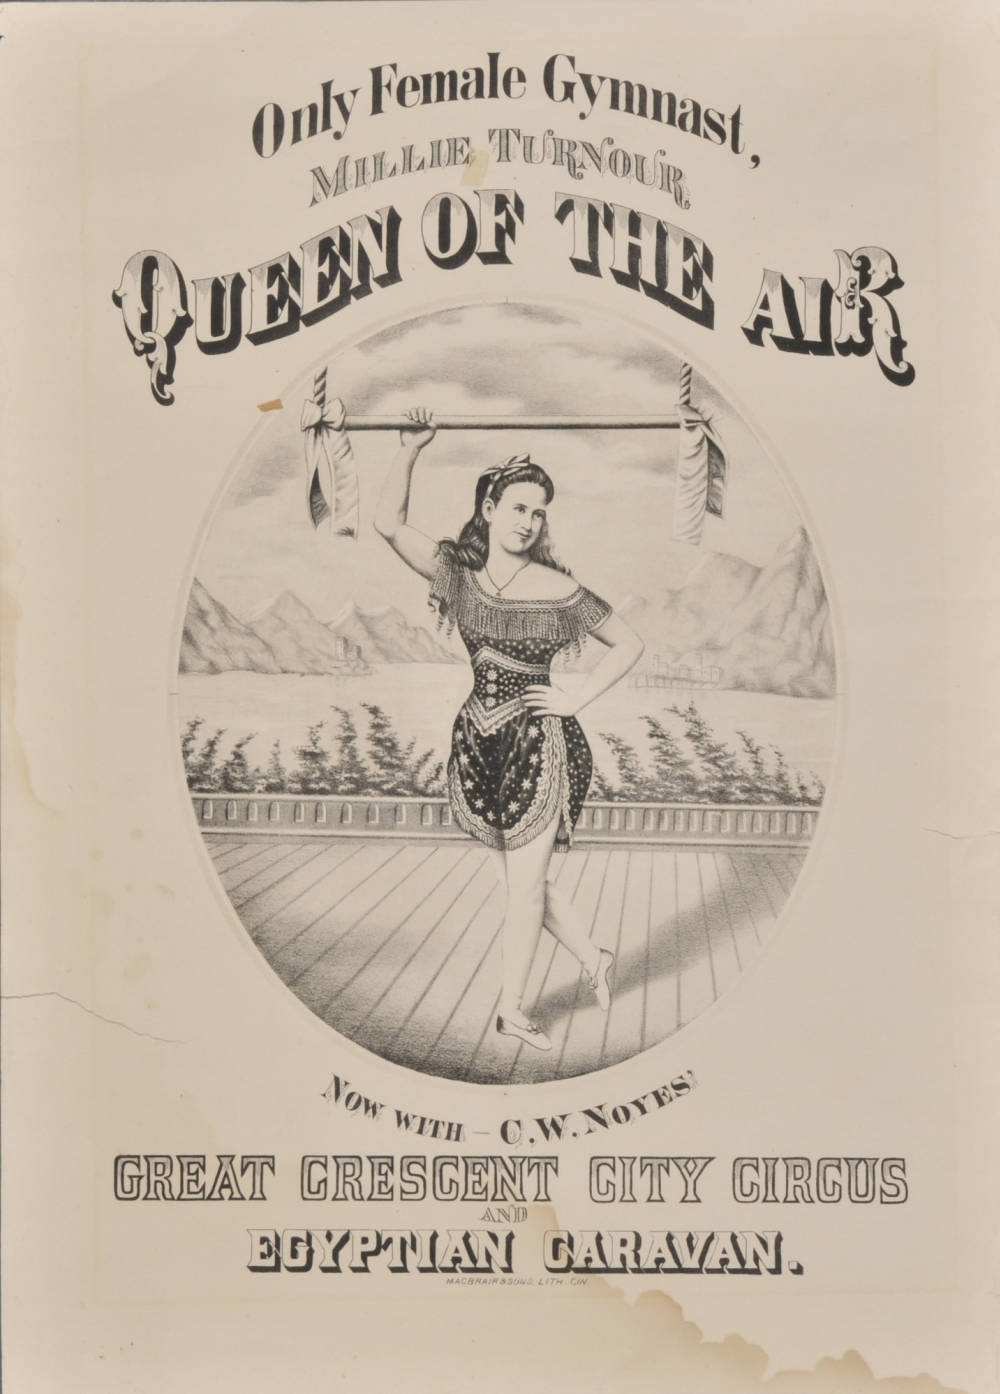 Only Female Gymnast,
MILLIE TURNOUR
QUEEN OF THE AIR
NOW WITH – C.W. NOYES'
GREAT CRESCENT CITY CIRCUS
AND
EGYPTIAN CARAVAN.
MACBRAIR & SONS, LITH. CIN